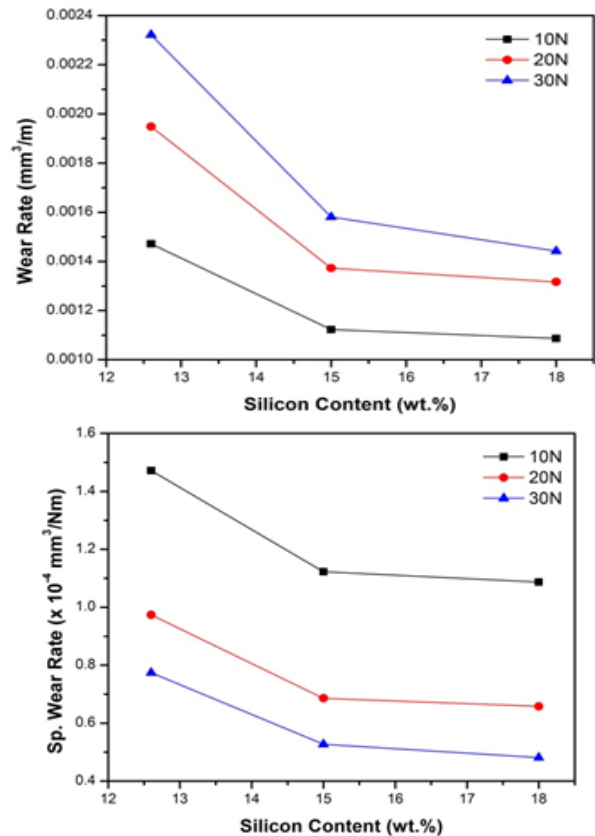 0.0024
0.0022
0.0020
0.0018
0.0016
0.0014
0.0012
0.0010
Wear Rate (mm³/m)
10N
20N
30N
12 13 14 15 16 17 18
Silicon Content (wt.%)
1.6
1.4
1.2
1.0
0.8
0.6
0.4
Sp. Wear Rate (x 10⁻⁴ mm³/Nm)
10N
20N
30N
12 13 14 15 16 17 18
Silicon Content (wt.%)